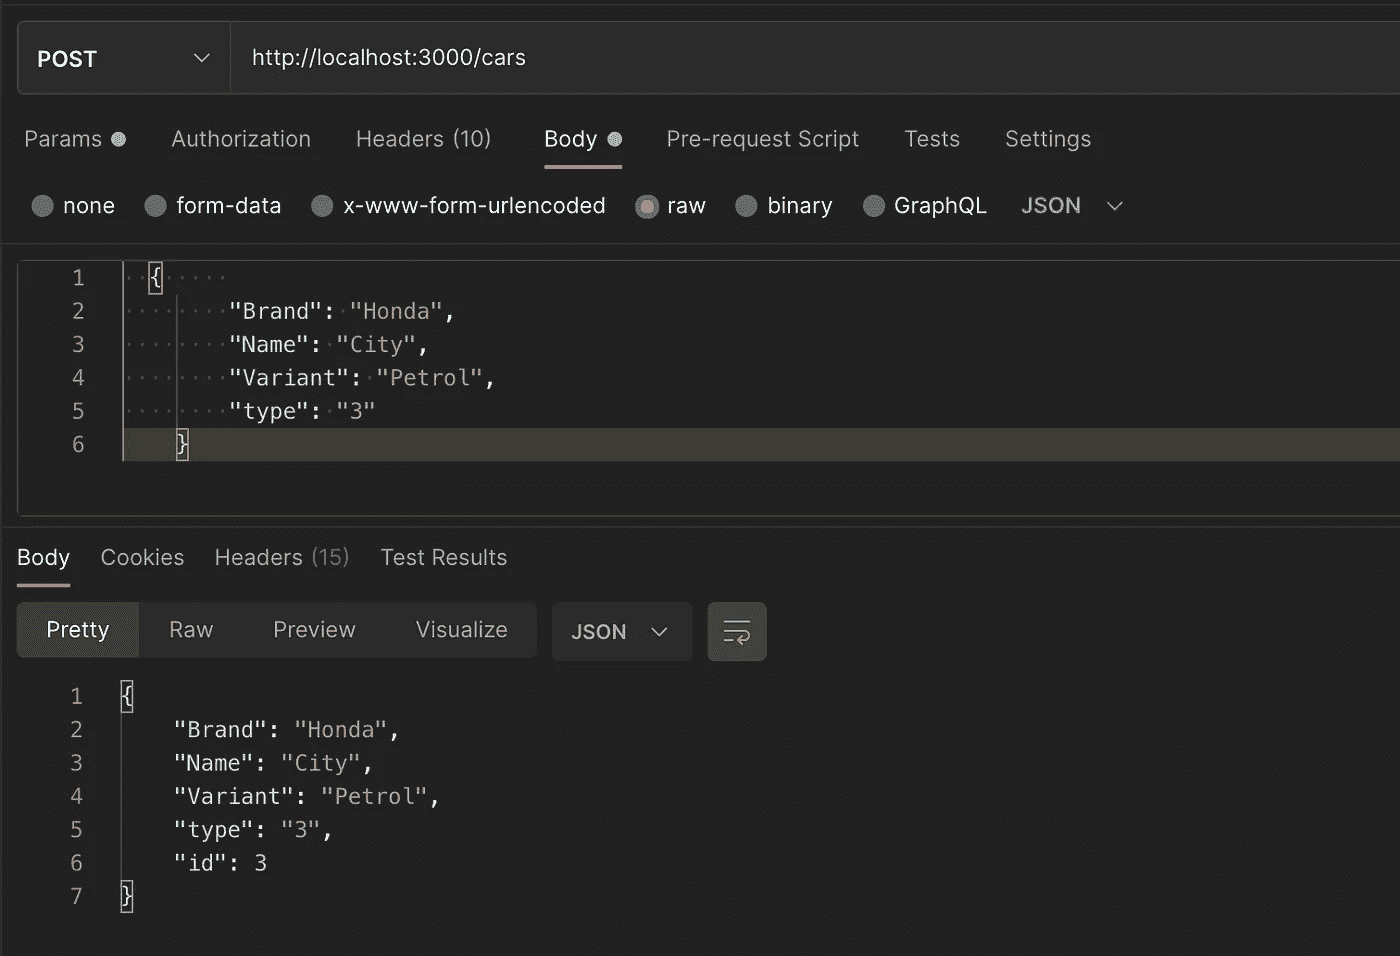 POST http://localhost:3000/cars
Params Authorization Headers (10) Body Pre-request Script Tests Settings
none form-data x-www-form-urlencoded raw binary GraphQL JSON
1 {
2 "Brand": "Honda",
3 "Name": "City",
4 "Variant": "Petrol",
5 "type": "3"
6 }
Body Cookies Headers (15) Test Results
Pretty Raw Preview Visualize JSON
1 {
2 "Brand": "Honda",
3 "Name": "City",
4 "Variant": "Petrol",
5 "type": "3",
6 "id": 3
7 }